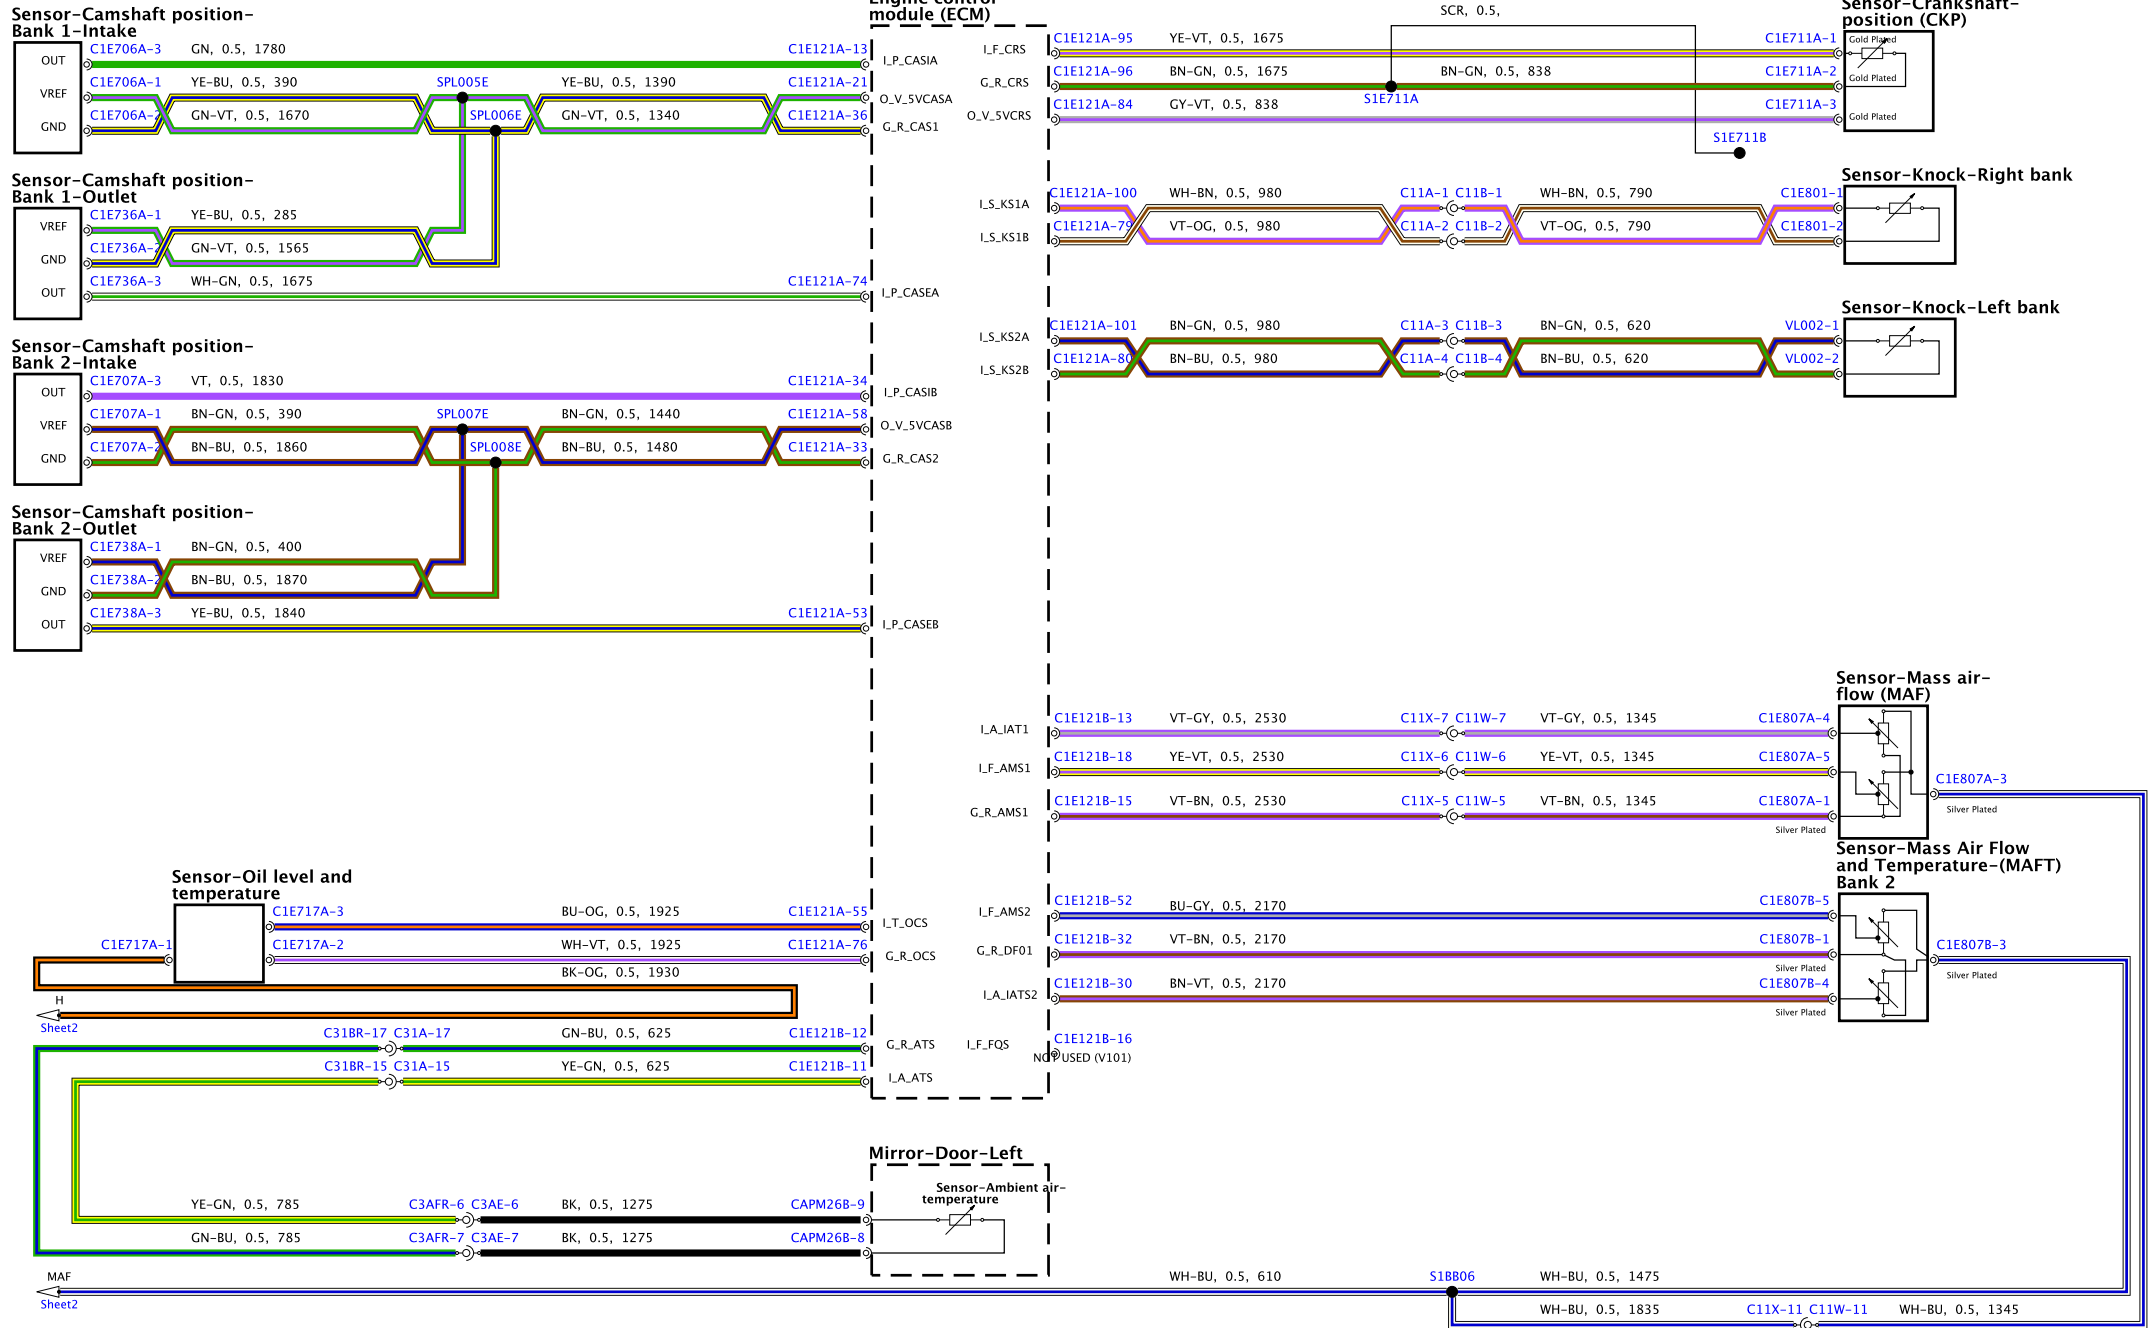 Sensor-Camshaft position-
Bank 1-Intake
C1E706A-3 GN, 0.5, 1780 C1E121A-13
OUT
I_P_CASIA
C1E706A-1 YE-BU, 0.5, 390 SPL005E YE-BU, 0.5, 1390 C1E121A-21
VREF
O_V_5VCASA
C1E706A-2 GN-VT, 0.5, 1670 SPL006E GN-VT, 0.5, 1340 C1E121A-36
GND
G_R_CAS1
Sensor-Camshaft position-
Bank 1-Outlet
C1E736A-1 YE-BU, 0.5, 285
VREF
C1E736A-2 GN-VT, 0.5, 1565
GND
C1E736A-3 WH-GN, 0.5, 1675 C1E121A-74
OUT
I_P_CASEA
Sensor-Camshaft position-
Bank 2-Intake
C1E707A-3 VT, 0.5, 1830 C1E121A-34
OUT
I_P_CASIB
C1E707A-1 BN-GN, 0.5, 390 SPL007E BN-GN, 0.5, 1440 C1E121A-58
VREF
O_V_5VCASB
C1E707A-2 BN-BU, 0.5, 1860 SPL008E BN-BU, 0.5, 1480 C1E121A-33
GND
G_R_CAS2
Sensor-Camshaft position-
Bank 2-Outlet
C1E738A-1 BN-GN, 0.5, 400
VREF
C1E738A-2 BN-BU, 0.5, 1870
GND
C1E738A-3 YE-BU, 0.5, 1840 C1E121A-53
OUT
I_P_CASEB
Sensor-Oil level and
temperature
C1E717A-3 BU-OG, 0.5, 1925 C1E121A-55
I_T_OCS
C1E717A-1 C1E717A-2 WH-VT, 0.5, 1925 C1E121A-76
G_R_OCS
BK-OG, 0.5, 1930
H
Sheet2
C31BR-17 C31A-17 GN-BU, 0.5, 625 C1E121B-12
G_R_ATS
C31BR-15 C31A-15 YE-GN, 0.5, 625 C1E121B-11
I_A_ATS
Engine control
module (ECM)
SCR, 0.5,
Sensor-Crankshaft-
position (CKP)
I_F_CRS C1E121A-95 YE-VT, 0.5, 1675 C1E711A-1
Gold Plated
G_R_CRS C1E121A-96 BN-GN, 0.5, 1675 BN-GN, 0.5, 838 C1E711A-2
Gold Plated
S1E711A
O_V_5VCRS C1E121A-84 GY-VT, 0.5, 838 C1E711A-3
Gold Plated
S1E711B
Sensor-Knock-Right bank
I_S_KS1A C1E121A-100 WH-BN, 0.5, 980 C11A-1 C11B-1 WH-BN, 0.5, 790 C1E801-1
I_S_KS1B C1E121A-79 VT-OG, 0.5, 980 C11A-2 C11B-2 VT-OG, 0.5, 790 C1E801-2
Sensor-Knock-Left bank
I_S_KS2A C1E121A-101 BN-GN, 0.5, 980 C11A-3 C11B-3 BN-GN, 0.5, 620 VL002-1
I_S_KS2B C1E121A-80 BN-BU, 0.5, 980 C11A-4 C11B-4 BN-BU, 0.5, 620 VL002-2
Sensor-Mass air-
flow (MAF)
I_A_IAT1 C1E121B-13 VT-GY, 0.5, 2530 C11X-7 C11W-7 VT-GY, 0.5, 1345 C1E807A-4
I_F_AMS1 C1E121B-18 YE-VT, 0.5, 2530 C11X-6 C11W-6 YE-VT, 0.5, 1345 C1E807A-5
C1E807A-3
Silver Plated
G_R_AMS1 C1E121B-15 VT-BN, 0.5, 2530 C11X-5 C11W-5 VT-BN, 0.5, 1345 C1E807A-1
Silver Plated
Sensor-Mass Air Flow
and Temperature-(MAFT)
Bank 2
I_F_AMS2 C1E121B-52 BU-GY, 0.5, 2170 C1E807B-5
G_R_DF01 C1E121B-32 VT-BN, 0.5, 2170 C1E807B-1
Silver Plated
C1E807B-3
Silver Plated
I_A_IATS2 C1E121B-30 BN-VT, 0.5, 2170 C1E807B-4
Silver Plated
I_F_FQS C1E121B-16
NOT USED (V101)
Mirror-Door-Left
Sensor-Ambient air-
temperature
YE-GN, 0.5, 785 C3AFR-6 C3AE-6 BK, 0.5, 1275 CAPM26B-9
GN-BU, 0.5, 785 C3AFR-7 C3AE-7 BK, 0.5, 1275 CAPM26B-8
MAF
Sheet2
WH-BU, 0.5, 610 S1BB06 WH-BU, 0.5, 1475
WH-BU, 0.5, 1835 C11X-11 C11W-11 WH-BU, 0.5, 1345